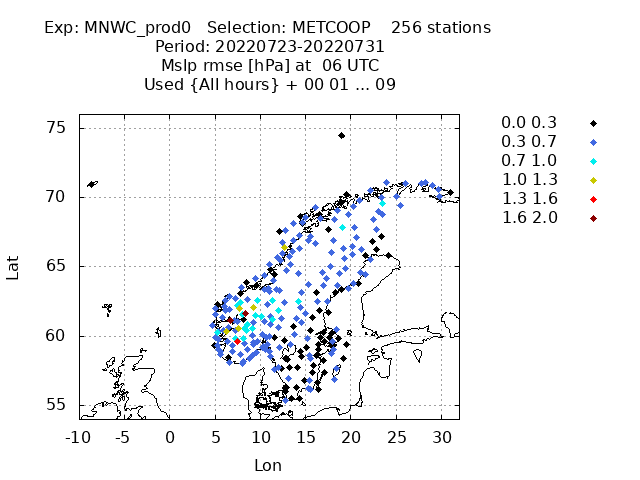 Exp: MNWC_prod0 Selection: METCOOP 256 stations
Period: 20220723-20220731
Mslp rmse [hPa] at 06 UTC
Used {All hours} + 00 01 ... 09
0.0 0.3
0.3 0.7
0.7 1.0
1.0 1.3
1.3 1.6
1.6 2.0
75
70
65
60
55
Lat
-10 -5 0 5 10 15 20 25 30
Lon